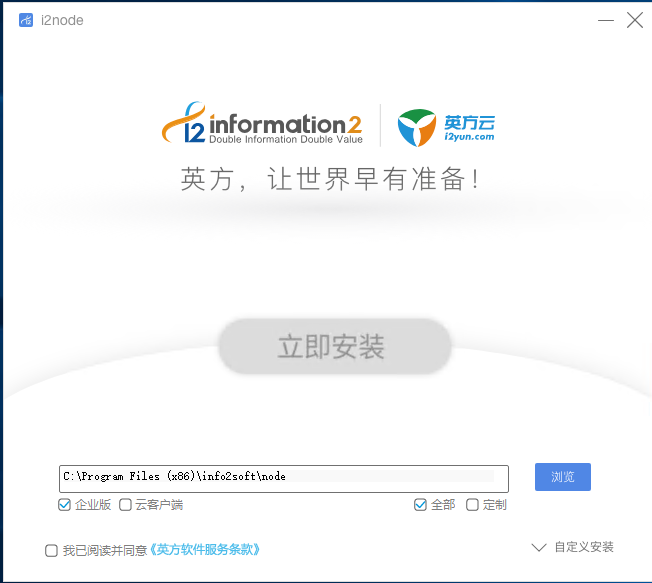 i2node
i2 information2 英方云
Double Information Double Value i2yun.com
英方，让世界早有准备！
立即安装
C:\Program Files (x86)\info2soft\node 浏览
企业版 云客户端 全部 定制
我已阅读并同意《英方软件服务条款》 自定义安装